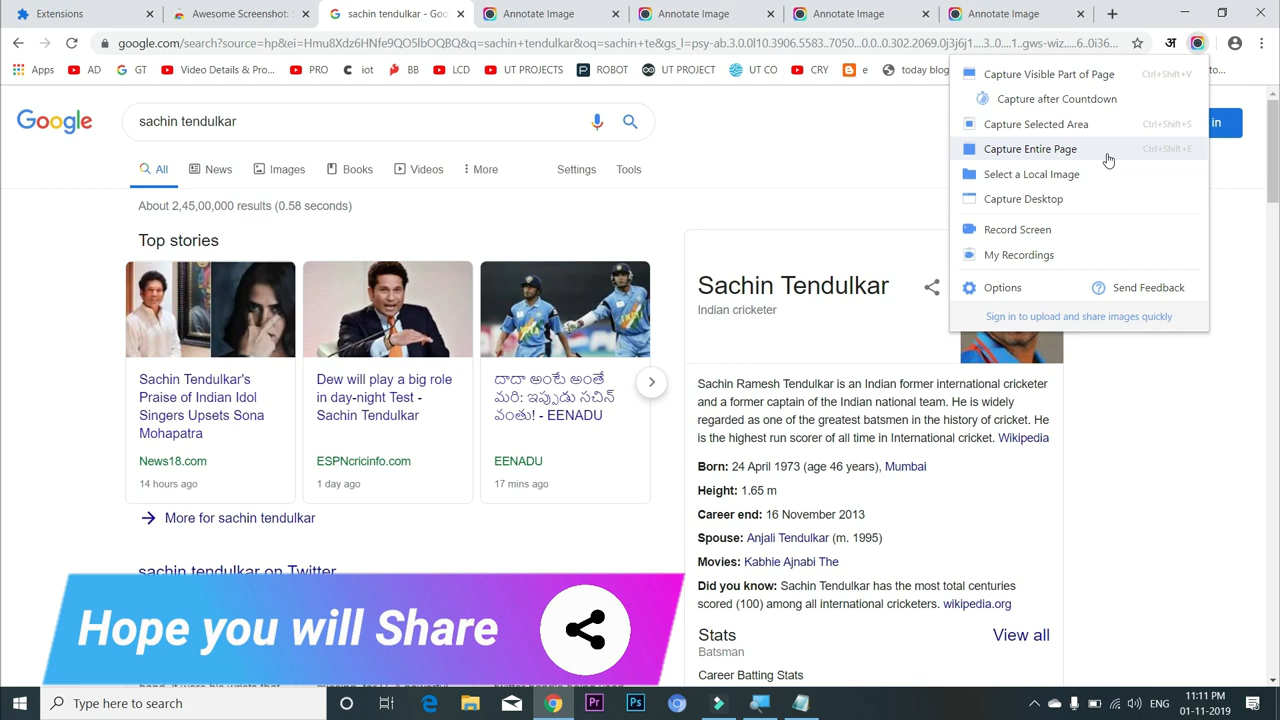 Extensions
Awesome Screenshot:
sachin tendulkar - Goo
Annotate Image
Annotate Image
Annotate Image
Annotate Image
google.com/search?source=hp&ei=Hmu8Xdz6HNfe9QO5lbOQBQ&q=sachin+tendulkar&oq=sachin+te&gs_l=psy-ab.3.0.0l10.3906.5583..7050...0.0..0.302.2069.0j3j6j1....3..0....1..gws-wiz.....6..0i36...
अ
Apps
AD
GT
Video Details & Pro...
PRO
iot
BB
LCD
UT PROJECTS
ROBOT
UT PROJECT
UT CO
CRY
e
today blog
to...
Capture Visible Part of Page Ctrl+Shift+V
Capture after Countdown
Capture Selected Area Ctrl+Shift+S
Capture Entire Page Ctrl+Shift+E
Select a Local Image
Capture Desktop
Record Screen
My Recordings
Options
Send Feedback
Sign in to upload and share images quickly
Google
sachin tendulkar
in
All
News
Images
Books
Videos
More
Settings
Tools
About 2,45,00,000 results (0.58 seconds)
Top stories
Sachin Tendulkar's
Praise of Indian Idol
Singers Upsets Sona
Mohapatra
News18.com
14 hours ago
Dew will play a big role
in day-night Test -
Sachin Tendulkar
ESPNcricinfo.com
1 day ago
దాదా అంటే అంతే
మరి: ఇప్పుడు సచిన్
వంతు! - EENADU
EENADU
17 mins ago
More for sachin tendulkar
sachin tendulkar on Twitter
Sachin Tendulkar
Indian cricketer
Sachin Ramesh Tendulkar is an Indian former international cricketer
and a former captain of the Indian national team. He is widely
regarded as one of the greatest batsmen in the history of cricket. He
is the highest run scorer of all time in International cricket. Wikipedia
Born: 24 April 1973 (age 46 years), Mumbai
Height: 1.65 m
Career end: 16 November 2013
Spouse: Anjali Tendulkar (m. 1995)
Movies: Kabhie Ajnabi The
Did you know: Sachin Tendulkar has the most total centuries
scored (100) among all international cricketers. wikipedia.org
Stats
View all
Batsman
Career Batting Stats
Hope you will Share
Type here to search
Pr
Ps
ENG
11:11 PM
01-11-2019